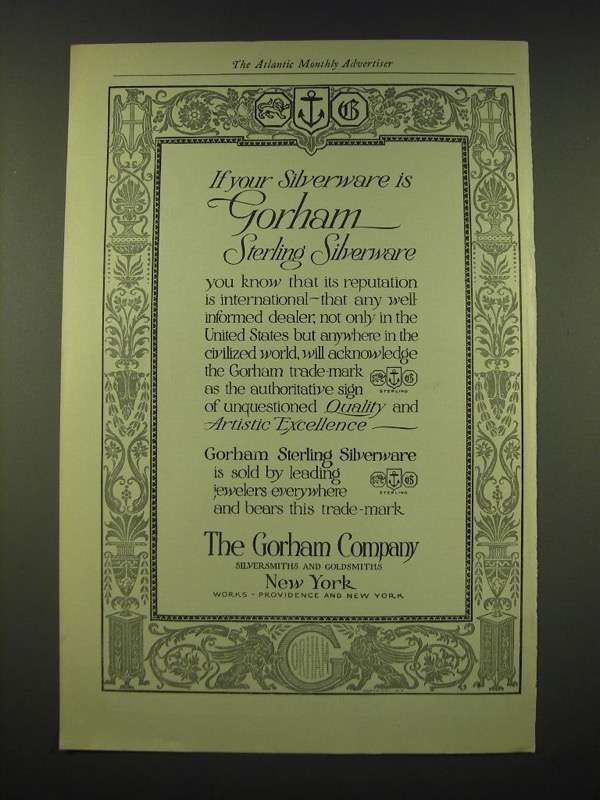 The Atlantic Monthly Advertiser
G
If your Silverware is
Gorham
Sterling Silverware
you know that its reputation
is international—that any well-
informed dealer, not only in the
United States but anywhere in the
civilized world, will acknowledge
the Gorham trade-mark
STERLING
as the authoritative sign
of unquestioned Quality and
Artistic Excellence
Gorham Sterling Silverware
is sold by leading
jewelers everywhere
STERLING
and bears this trade-mark
The Gorham Company
SILVERSMITHS AND GOLDSMITHS
New York
WORKS - PROVIDENCE AND NEW YORK
G